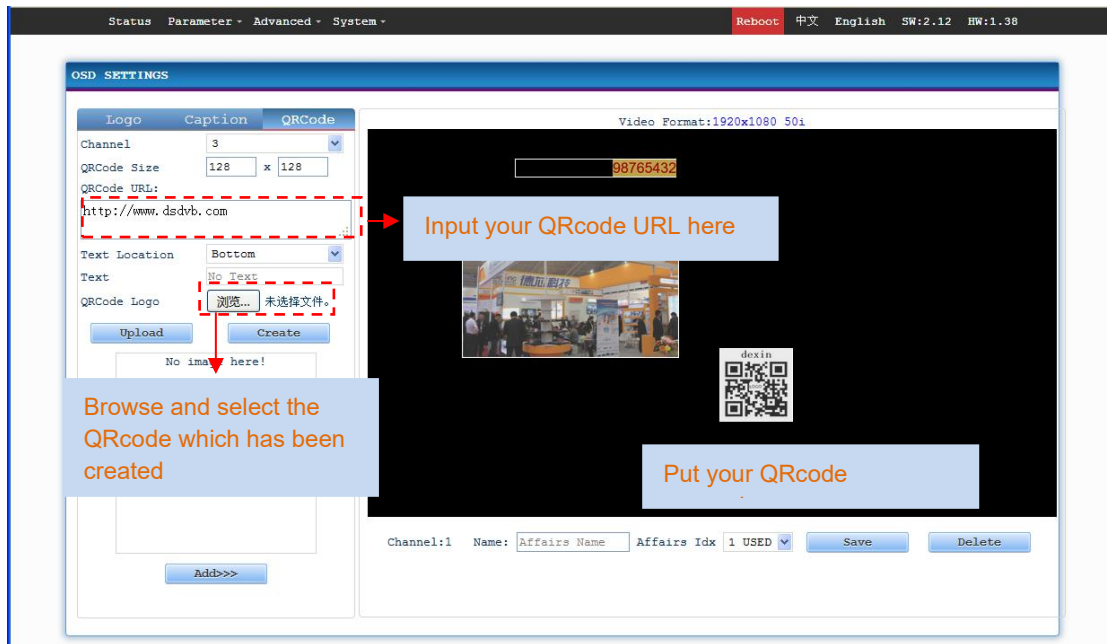 Status Parameter Advanced System Reboot 中文 English SW:2.12 HW:1.38
OSD SETTINGS
Logo Caption QRCode
Channel 3
QRCode Size 128 x 128
QRCode URL:
http://www.dsdvb.com
Text Location Bottom
Text No Text
QRCode Logo 浏览... 未选择文件。
Upload Create
No image here!
Browse and select the
QRcode which has been
created
Add>>>
Video Format:1920x1080 50i
98765432
Input your QRcode URL here
德芯科技
dexin
Put your QRcode
Channel:1 Name: Affairs Name Affairs Idx 1 USED Save Delete